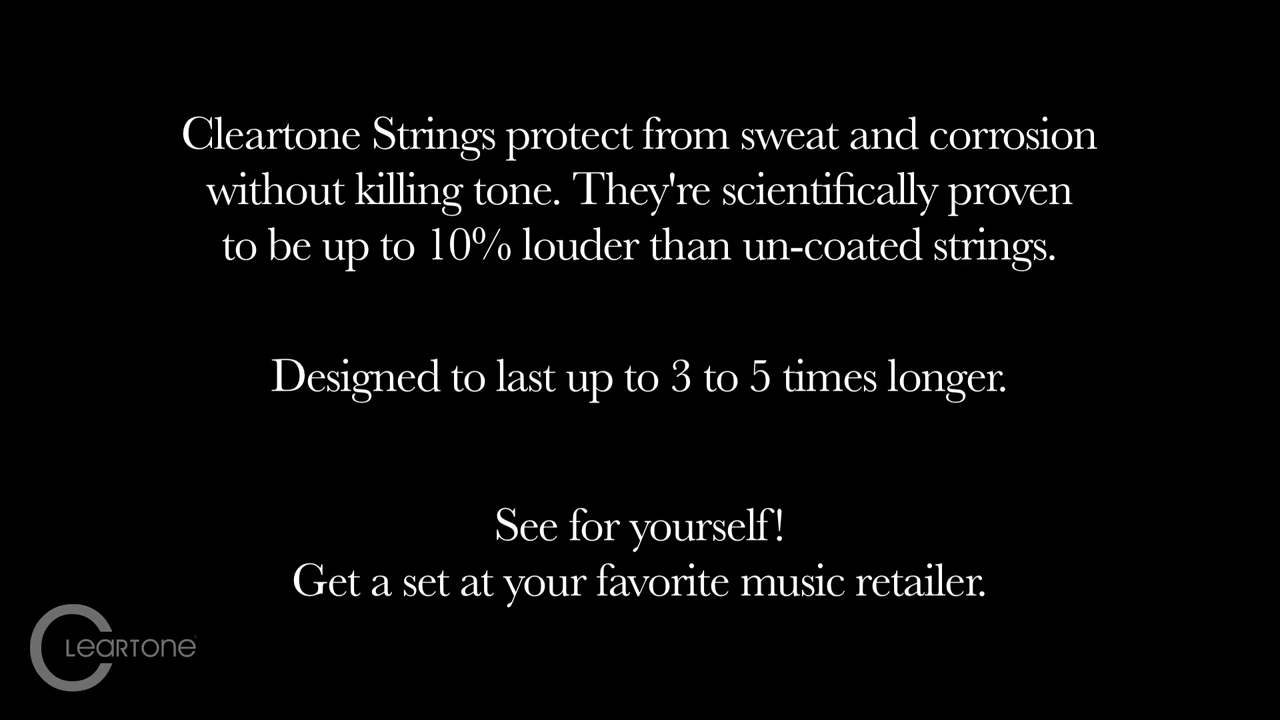 Cleartone Strings protect from sweat and corrosion
without killing tone. They're scientifically proven
to be up to 10% louder than un-coated strings.
Designed to last up to 3 to 5 times longer.
See for yourself!
Get a set at your favorite music retailer.
CLEARTONE